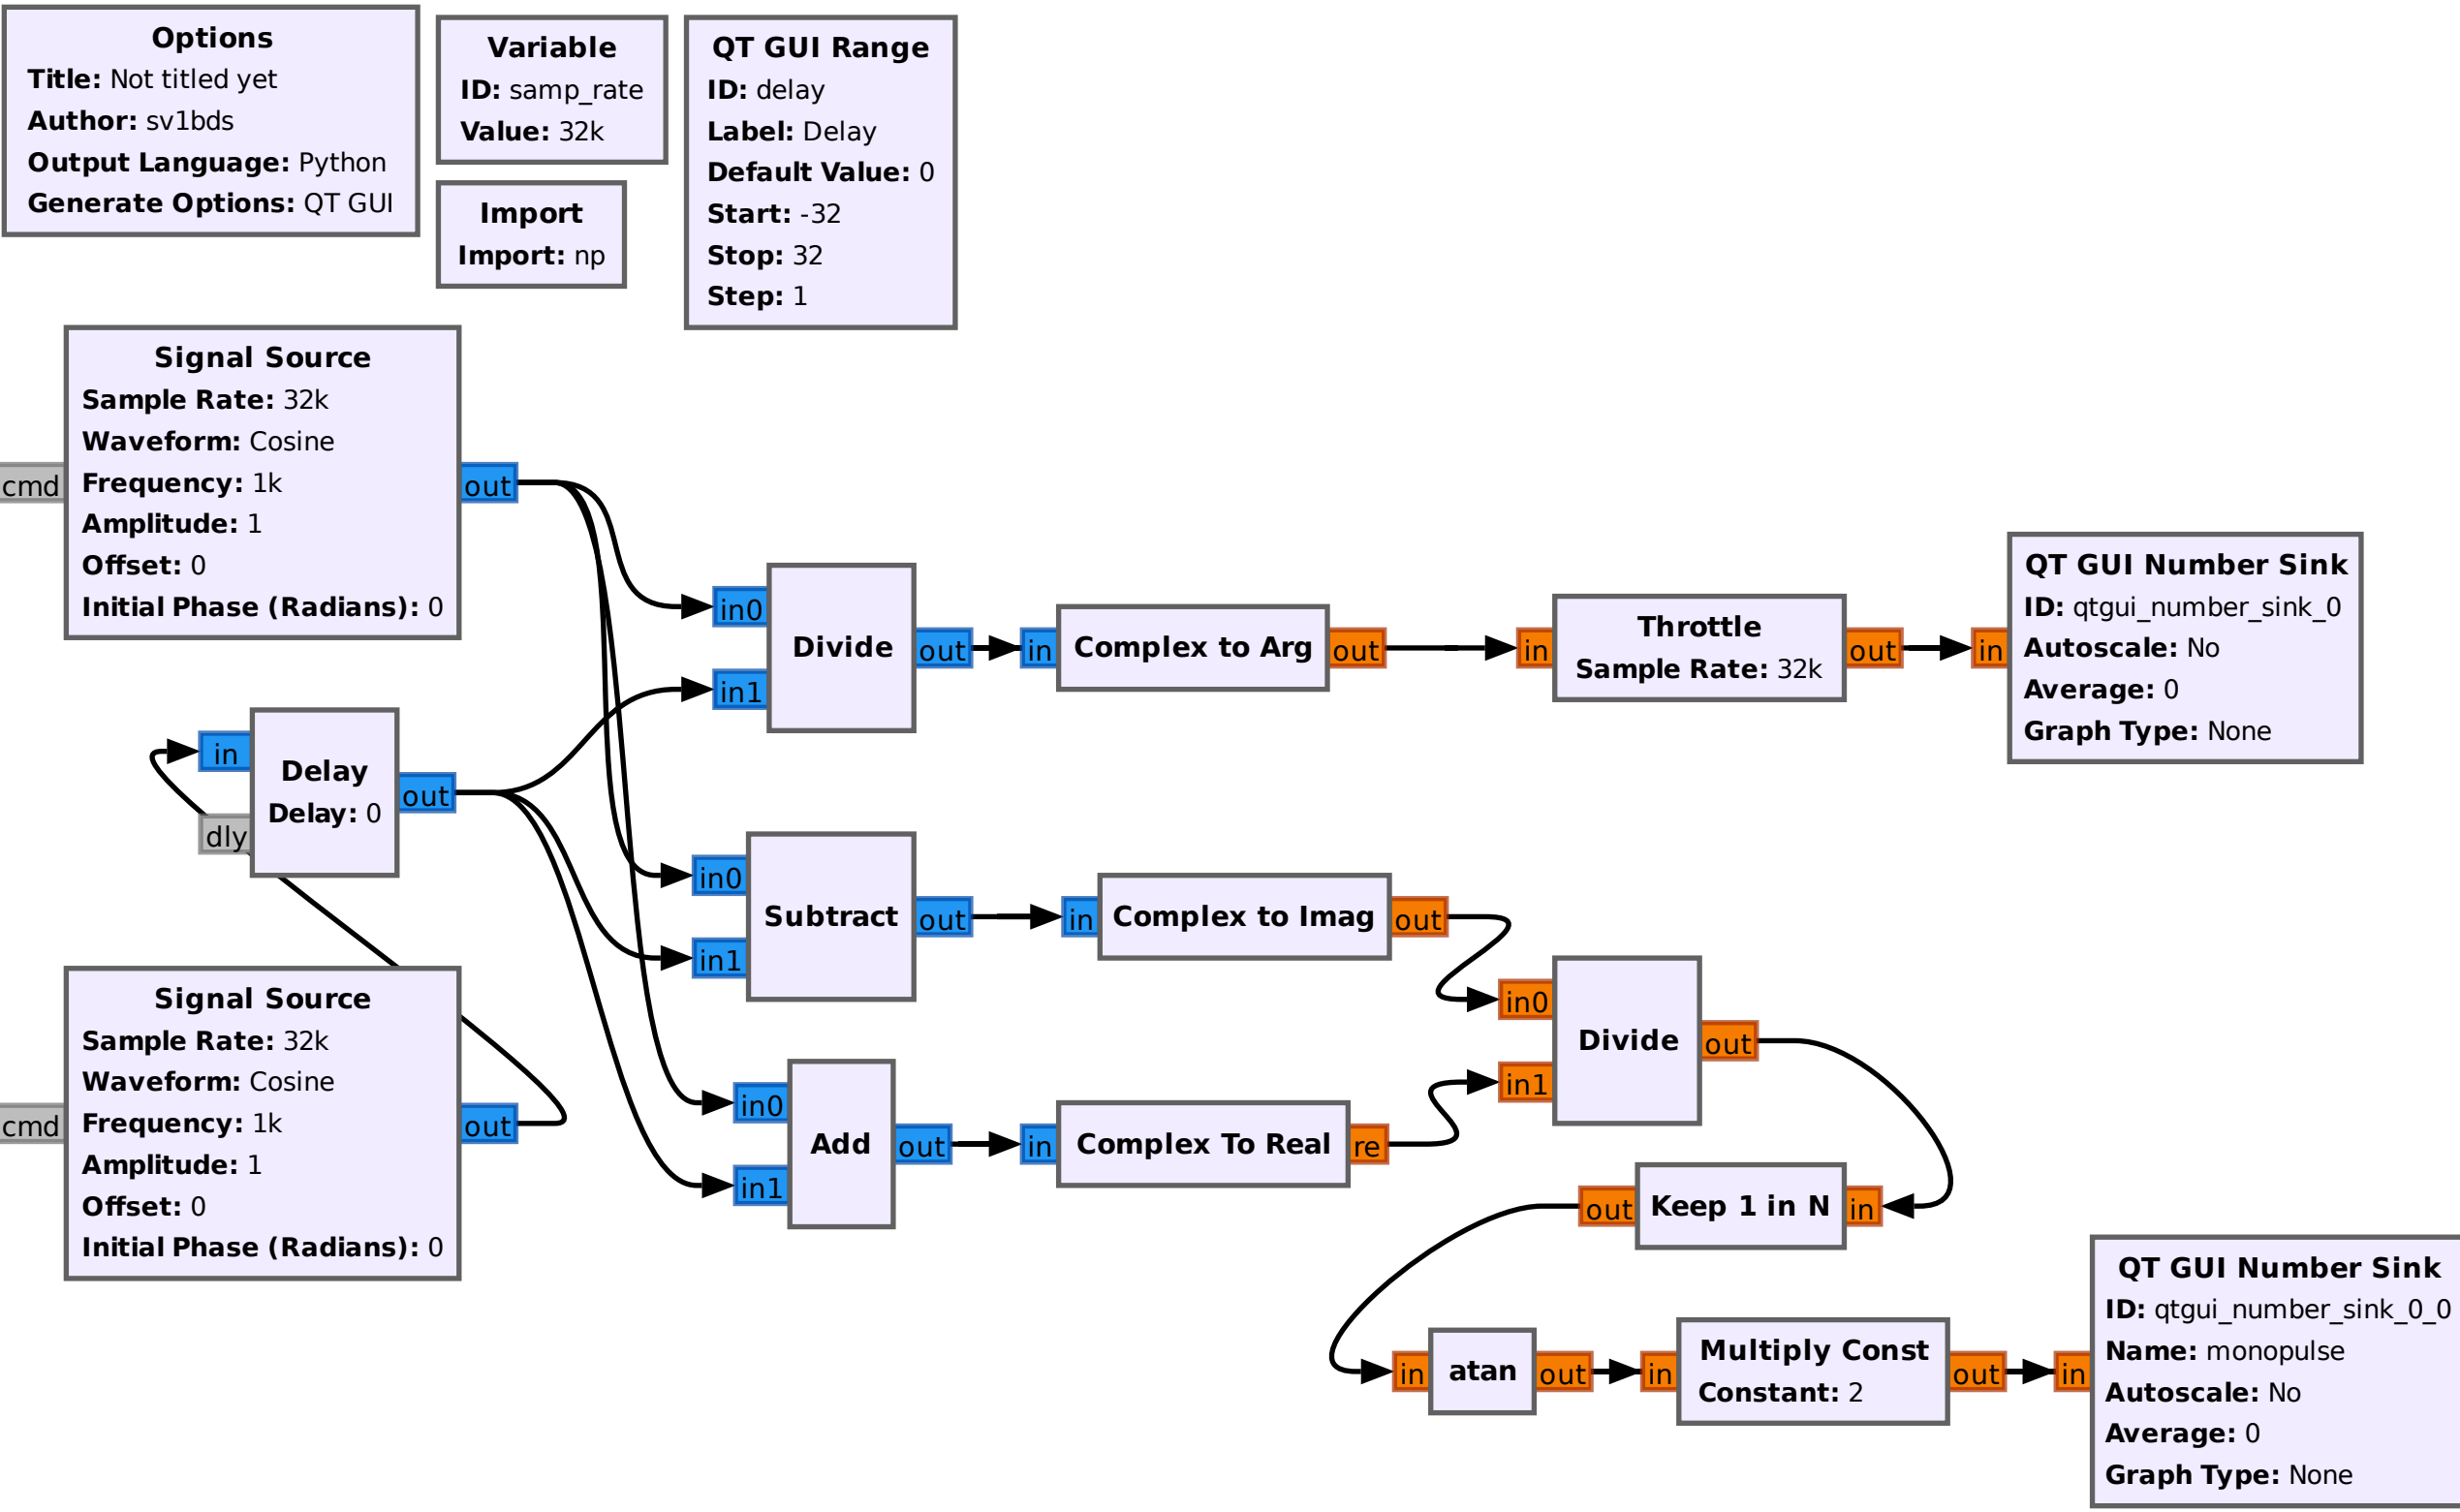 Options
Title: Not titled yet
Author: sv1bds
Output Language: Python
Generate Options: QT GUI
Variable
ID: samp_rate
Value: 32k
Import
Import: np
QT GUI Range
ID: delay
Label: Delay
Default Value: 0
Start: -32
Stop: 32
Step: 1
Signal Source
Sample Rate: 32k
Waveform: Cosine
Frequency: 1k
Amplitude: 1
Offset: 0
Initial Phase (Radians): 0
cmd
out
in
dly
Delay
Delay: 0
out
Signal Source
Sample Rate: 32k
Waveform: Cosine
Frequency: 1k
Amplitude: 1
Offset: 0
Initial Phase (Radians): 0
cmd
out
in0
in1
Divide
out
in
Complex to Arg
out
in
Throttle
Sample Rate: 32k
out
in
QT GUI Number Sink
ID: qtgui_number_sink_0
Autoscale: No
Average: 0
Graph Type: None
in0
in1
Subtract
out
in
Complex to Imag
out
in0
in1
Add
out
in
Complex To Real
re
in0
in1
Divide
out
out
Keep 1 in N
in
in
atan
out
in
Multiply Const
Constant: 2
out
in
QT GUI Number Sink
ID: qtgui_number_sink_0_0
Name: monopulse
Autoscale: No
Average: 0
Graph Type: None